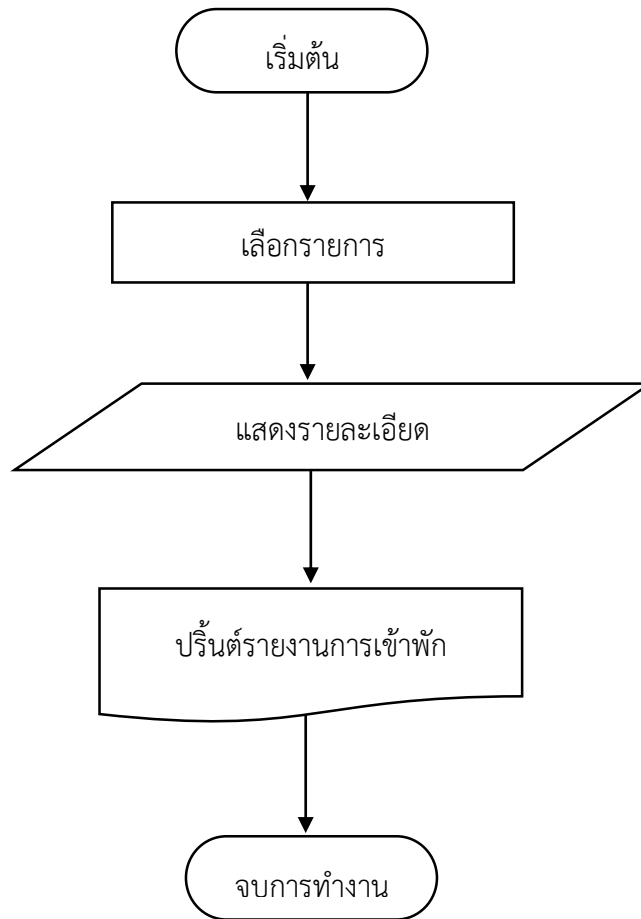 เริ่มต้น
เลือกรายการ
แสดงรายละเอียด
ปริ้นต์รายงานการเข้าพัก
จบการทำงาน